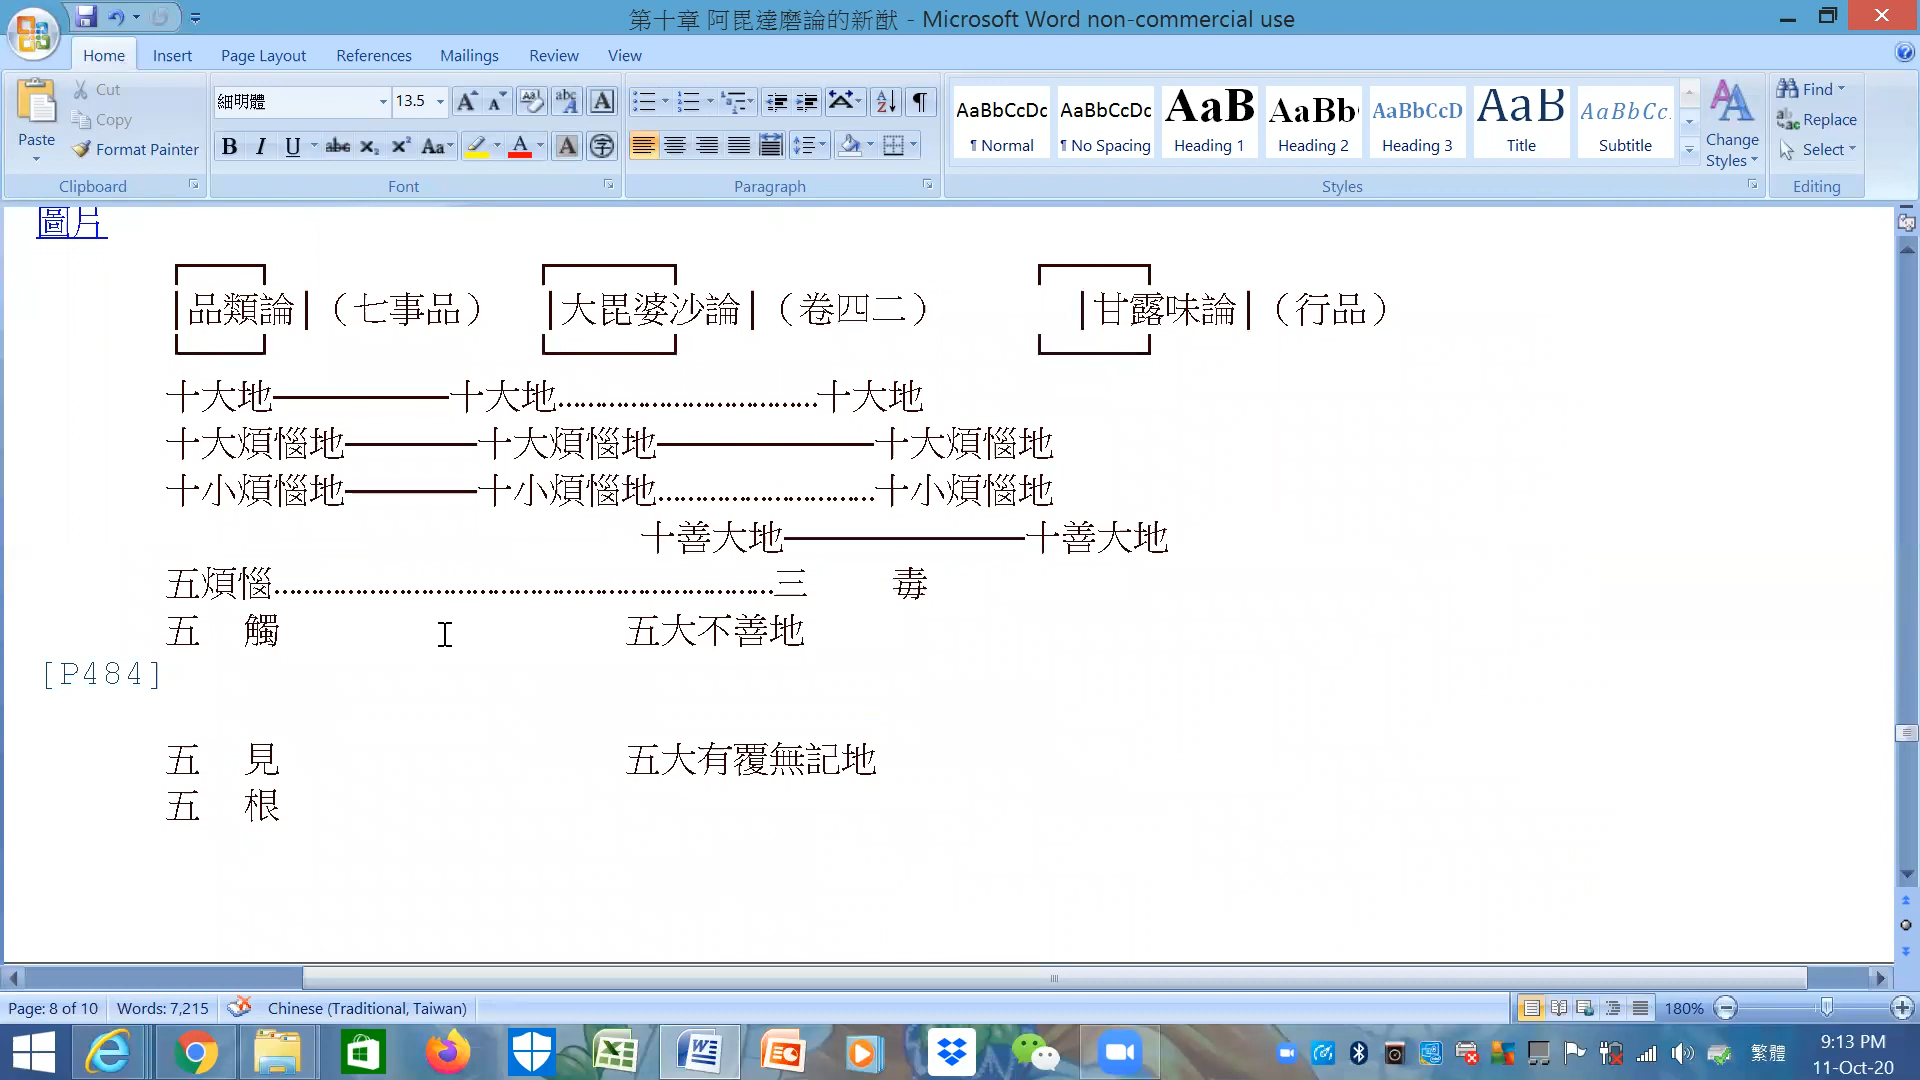 第十章 阿毘達磨論的新猷 - Microsoft Word non-commercial use
Home Insert Page Layout References Mailings Review View
Paste Cut Copy Format Painter
細明體 13.5
AaBbCcDc AaBbCcDc AaB AaBb AaBbCcD AaB AaBbCc.
¶ Normal ¶ No Spacing Heading 1 Heading 2 Heading 3 Title Subtitle
Change Styles
Find Replace Select
Clipboard Font Paragraph Styles Editing
圖片
|品類論|（七事品） |大毘婆沙論|（卷四二） |甘露味論|（行品）
十大地————十大地…………………………十大地
十大煩惱地————十大煩惱地——————十大煩惱地
十小煩惱地————十小煩惱地……………………十小煩惱地
十善大地——————十善大地
五煩惱…………………………………………………三 毒
五 觸 五大不善地
[P484]
五 見 五大有覆無記地
五 根
Page: 8 of 10 Words: 7,215 Chinese (Traditional, Taiwan) 180%
繁體 9:13 PM
11-Oct-20